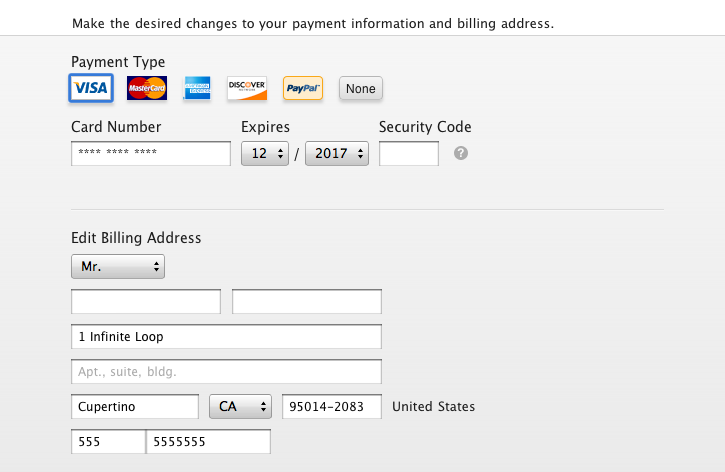 Make the desired changes to your payment information and billing address.
Payment Type
VISA MasterCard AMERICAN EXPRESS DISCOVER PayPal None
Card Number Expires Security Code
**** **** **** 12 / 2017 ?
Edit Billing Address
Mr.
1 Infinite Loop
Apt., suite, bldg.
Cupertino CA 95014-2083 United States
555 5555555